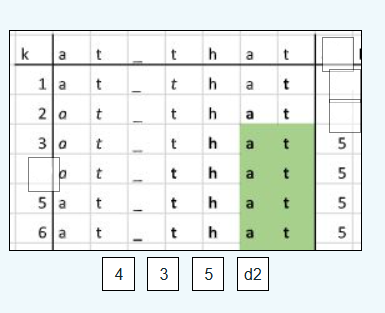 k a t _ t h a t
1 a t _ t h a t
2 a t _ t h a t
3 a t _ t h a t 5
a t _ t h a t 5
5 a t _ t h a t 5
6 a t _ t h a t 5
4 3 5 d2